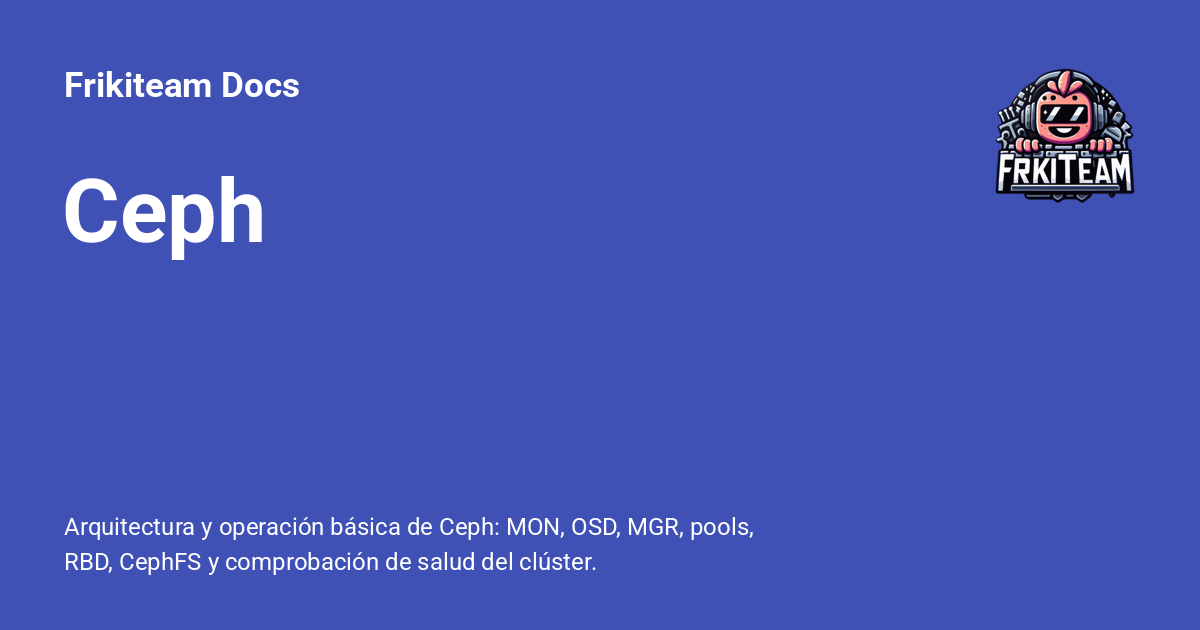 Frikiteam Docs
FRKITEAM
Ceph
Arquitectura y operación básica de Ceph: MON, OSD, MGR, pools,
RBD, CephFS y comprobación de salud del clúster.